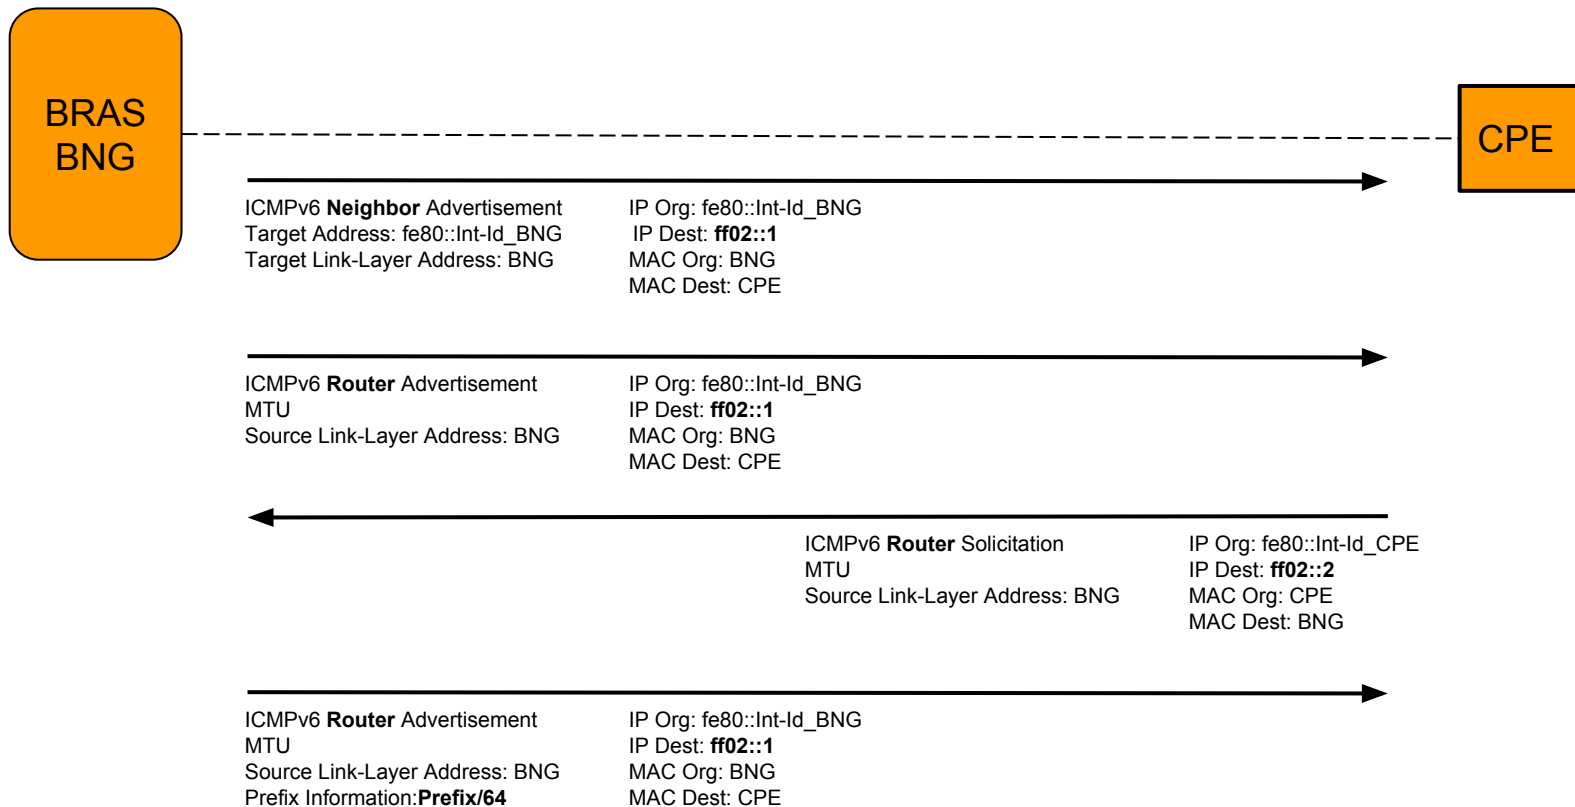 BRAS
BNG
CPE
ICMPv6 Neighbor Advertisement
Target Address: fe80::Int-Id_BNG
Target Link-Layer Address: BNG
IP Org: fe80::Int-Id_BNG
IP Dest: ff02::1
MAC Org: BNG
MAC Dest: CPE
ICMPv6 Router Advertisement
MTU
Source Link-Layer Address: BNG
IP Org: fe80::Int-Id_BNG
IP Dest: ff02::1
MAC Org: BNG
MAC Dest: CPE
ICMPv6 Router Solicitation
MTU
Source Link-Layer Address: BNG
IP Org: fe80::Int-Id_CPE
IP Dest: ff02::2
MAC Org: CPE
MAC Dest: BNG
ICMPv6 Router Advertisement
MTU
Source Link-Layer Address: BNG
Prefix Information:Prefix/64
IP Org: fe80::Int-Id_BNG
IP Dest: ff02::1
MAC Org: BNG
MAC Dest: CPE